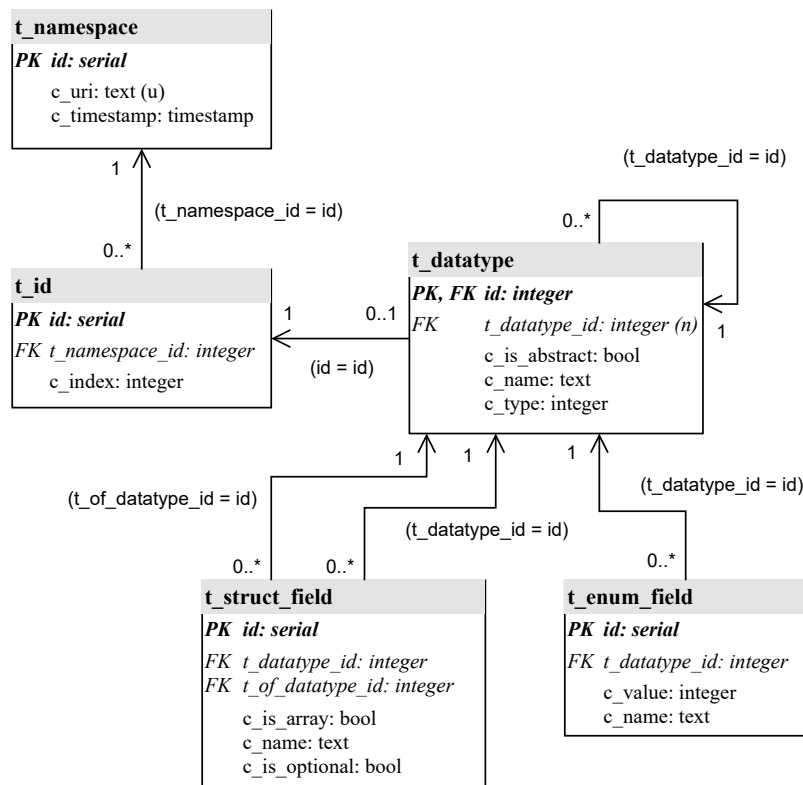 t_namespace
PK id: serial
c_uri: text (u)
c_timestamp: timestamp
1
(t_namespace_id = id)
0..*
t_id
PK id: serial
FK t_namespace_id: integer
c_index: integer
1
0..1
(id = id)
(t_datatype_id = id)
0..*
1
t_datatype
PK, FK id: integer
FK t_datatype_id: integer (n)
c_is_abstract: bool
c_name: text
c_type: integer
1
1
1
(t_of_datatype_id = id)
(t_datatype_id = id)
(t_datatype_id = id)
0..*
0..*
0..*
t_struct_field
PK id: serial
FK t_datatype_id: integer
FK t_of_datatype_id: integer
c_is_array: bool
c_name: text
c_is_optional: bool
t_enum_field
PK id: serial
FK t_datatype_id: integer
c_value: integer
c_name: text